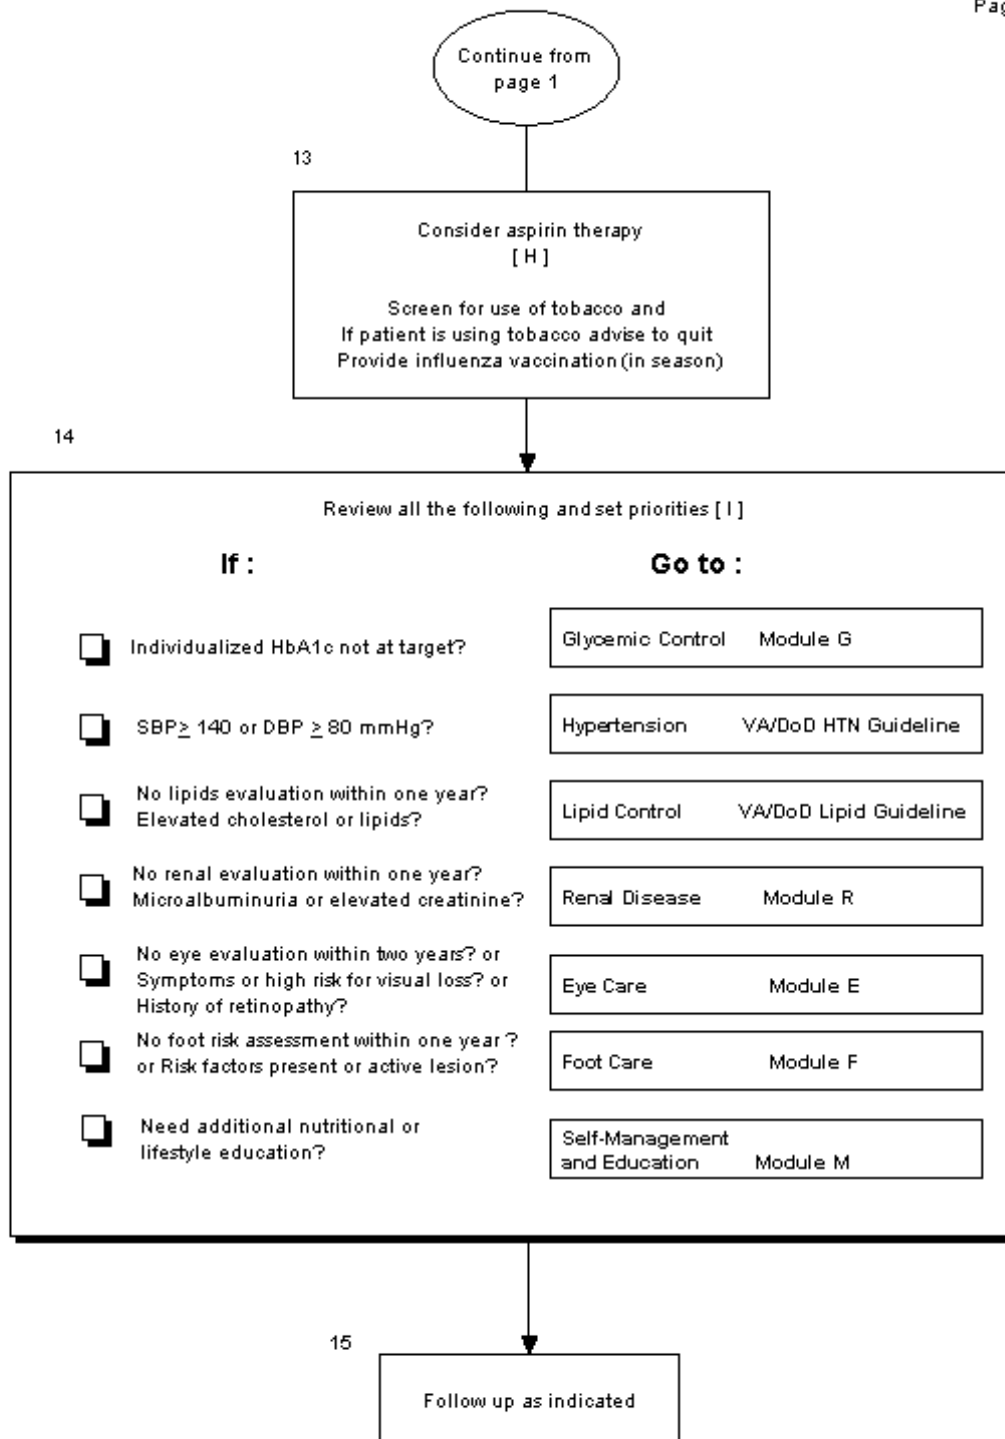 Pag
Continue from
page 1
13
Consider aspirin therapy
[ H ]
Screen for use of tobacco and
If patient is using tobacco advise to quit
Provide influenza vaccination (in season)
14
Review all the following and set priorities [ I ]
If :
Go to :
Individualized HbA1c not at target?
Glycemic Control Module G
SBP ≥ 140 or DBP ≥ 80 mmHg?
Hypertension VA/DoD HTN Guideline
No lipids evaluation within one year?
Elevated cholesterol or lipids?
Lipid Control VA/DoD Lipid Guideline
No renal evaluation within one year?
Microalbuminuria or elevated creatinine?
Renal Disease Module R
No eye evaluation within two years? or
Symptoms or high risk for visual loss? or
History of retinopathy?
Eye Care Module E
No foot risk assessment within one year ?
or Risk factors present or active lesion?
Foot Care Module F
Need additional nutritional or
lifestyle education?
Self-Management
and Education Module M
15
Follow up as indicated